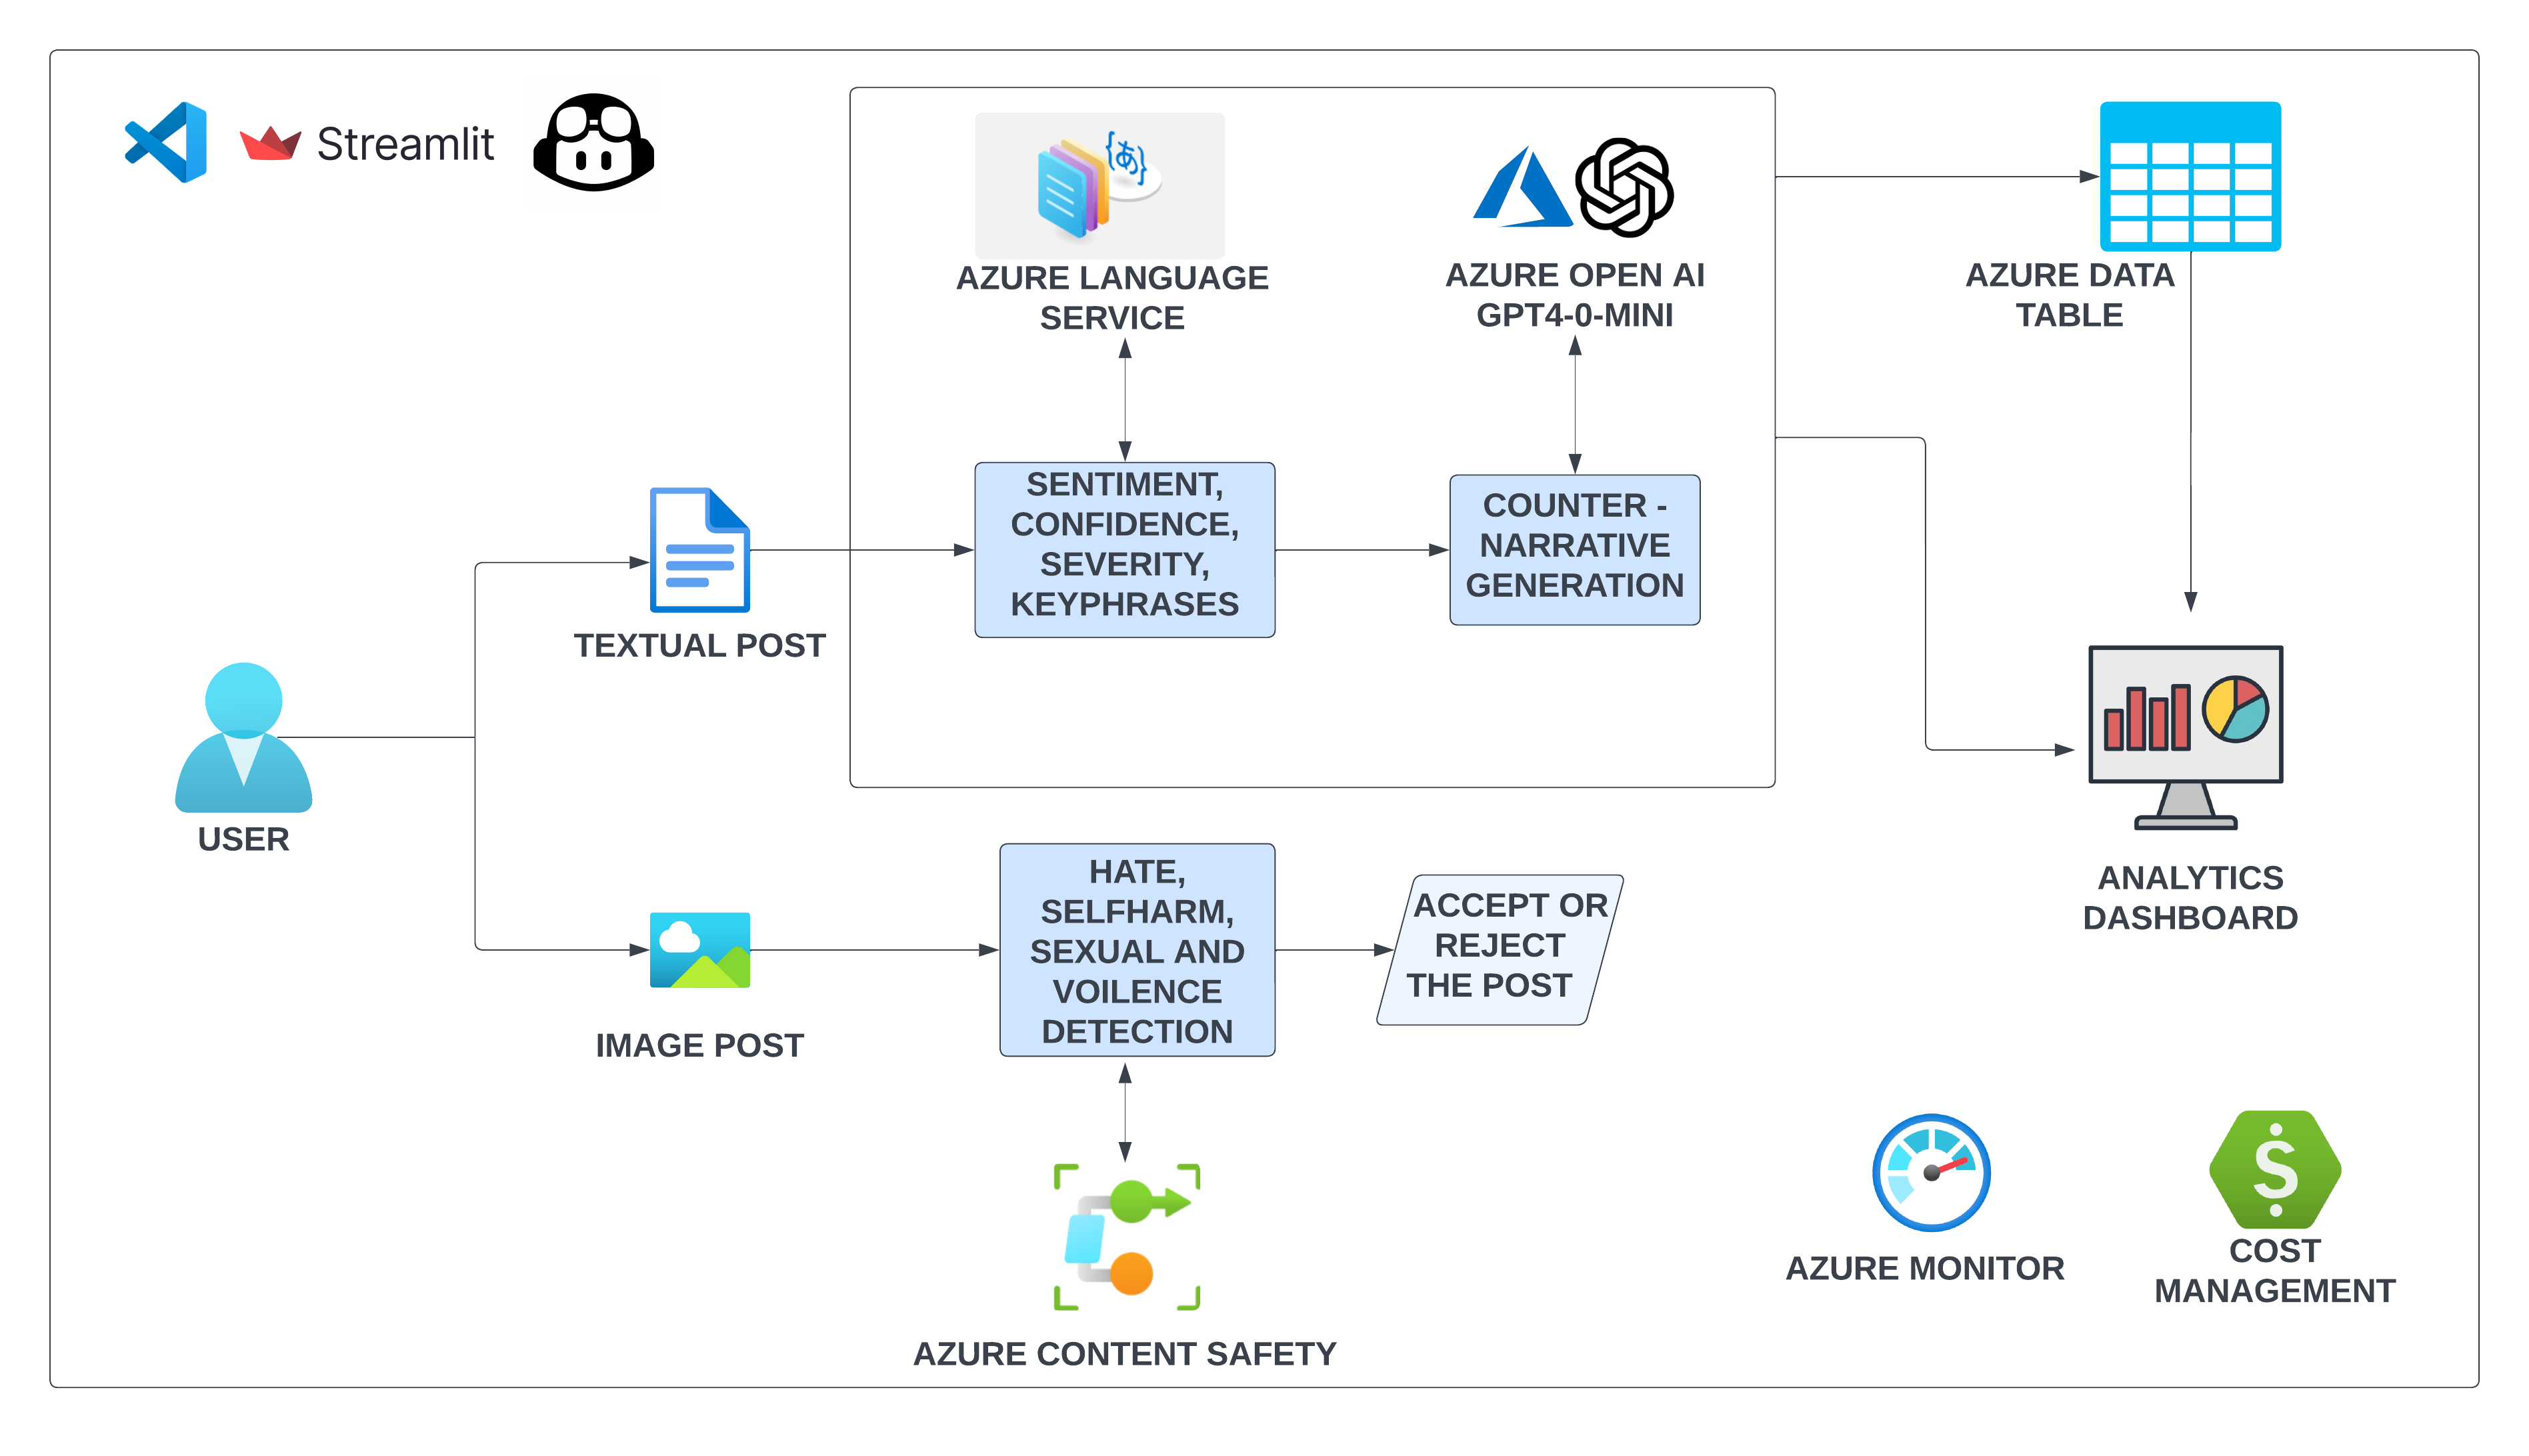 Streamlit
{あ}
AZURE LANGUAGE
SERVICE
AZURE OPEN AI
GPT4-0-MINI
AZURE DATA
TABLE
SENTIMENT,
CONFIDENCE,
SEVERITY,
KEYPHRASES
COUNTER -
NARRATIVE
GENERATION
TEXTUAL POST
USER
HATE,
SELFHARM,
SEXUAL AND
VOILENCE
DETECTION
ACCEPT OR
REJECT
THE POST
ANALYTICS
DASHBOARD
IMAGE POST
$
AZURE MONITOR
COST
MANAGEMENT
AZURE CONTENT SAFETY